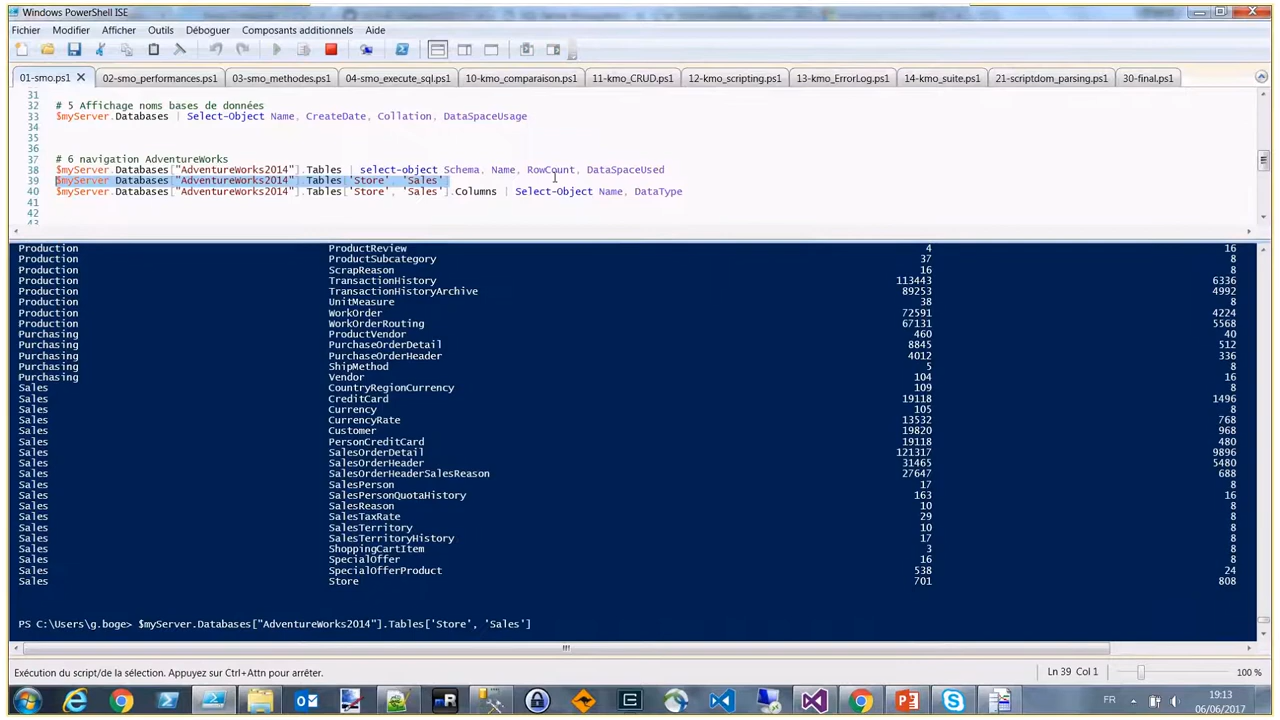 Windows PowerShell ISE
Fichier Modifier Afficher Outils Déboguer Composants additionnels Aide
01-smo.ps1 02-smo_performances.ps1 03-smo_methodes.ps1 04-smo_execute_sql.ps1 10-kmo_comparaison.ps1 11-kmo_CRUD.ps1 12-kmo_scripting.ps1 13-kmo_ErrorLog.ps1 14-kmo_suite.ps1 21-scriptdom_parsing.ps1 30-final.ps1
31
32 # 5 Affichage noms bases de données
33 $myServer.Databases | Select-Object Name, CreateDate, Collation, DataSpaceUsage
34
35
36
37 # 6 navigation AdventureWorks
38 $myServer.Databases["AdventureWorks2014"].Tables | select-object Schema, Name, RowCount, DataSpaceUsed
39 $myServer.Databases["AdventureWorks2014"].Tables['Store', 'Sales']
40 $myServer.Databases["AdventureWorks2014"].Tables['Store', 'Sales'].Columns | Select-Object Name, DataType
41
42
43
Production ProductReview 4 16
Production ProductSubcategory 37 8
Production ScrapReason 16 8
Production TransactionHistory 113443 6336
Production TransactionHistoryArchive 89253 4992
Production UnitMeasure 38 8
Production WorkOrder 72591 4224
Production WorkOrderRouting 67131 5568
Purchasing ProductVendor 460 40
Purchasing PurchaseOrderDetail 8845 512
Purchasing PurchaseOrderHeader 4012 336
Purchasing ShipMethod 5 8
Purchasing Vendor 104 16
Sales CountryRegionCurrency 109 8
Sales CreditCard 19118 1496
Sales Currency 105 8
Sales CurrencyRate 13532 768
Sales Customer 19820 968
Sales PersonCreditCard 19118 480
Sales SalesOrderDetail 121317 9896
Sales SalesOrderHeader 31465 5480
Sales SalesOrderHeaderSalesReason 27647 688
Sales SalesPerson 17 8
Sales SalesPersonQuotaHistory 163 16
Sales SalesReason 10 8
Sales SalesTaxRate 29 8
Sales SalesTerritory 10 8
Sales SalesTerritoryHistory 17 8
Sales ShoppingCartItem 3 8
Sales SpecialOffer 16 8
Sales SpecialOfferProduct 538 24
Sales Store 701 808
PS C:\Users\g.boge> $myServer.Databases["AdventureWorks2014"].Tables['Store', 'Sales']
Exécution du script/de la sélection. Appuyez sur Ctrl+Attn pour arrêter. Ln 39 Col 1 100 %
FR 19:13
06/06/2017